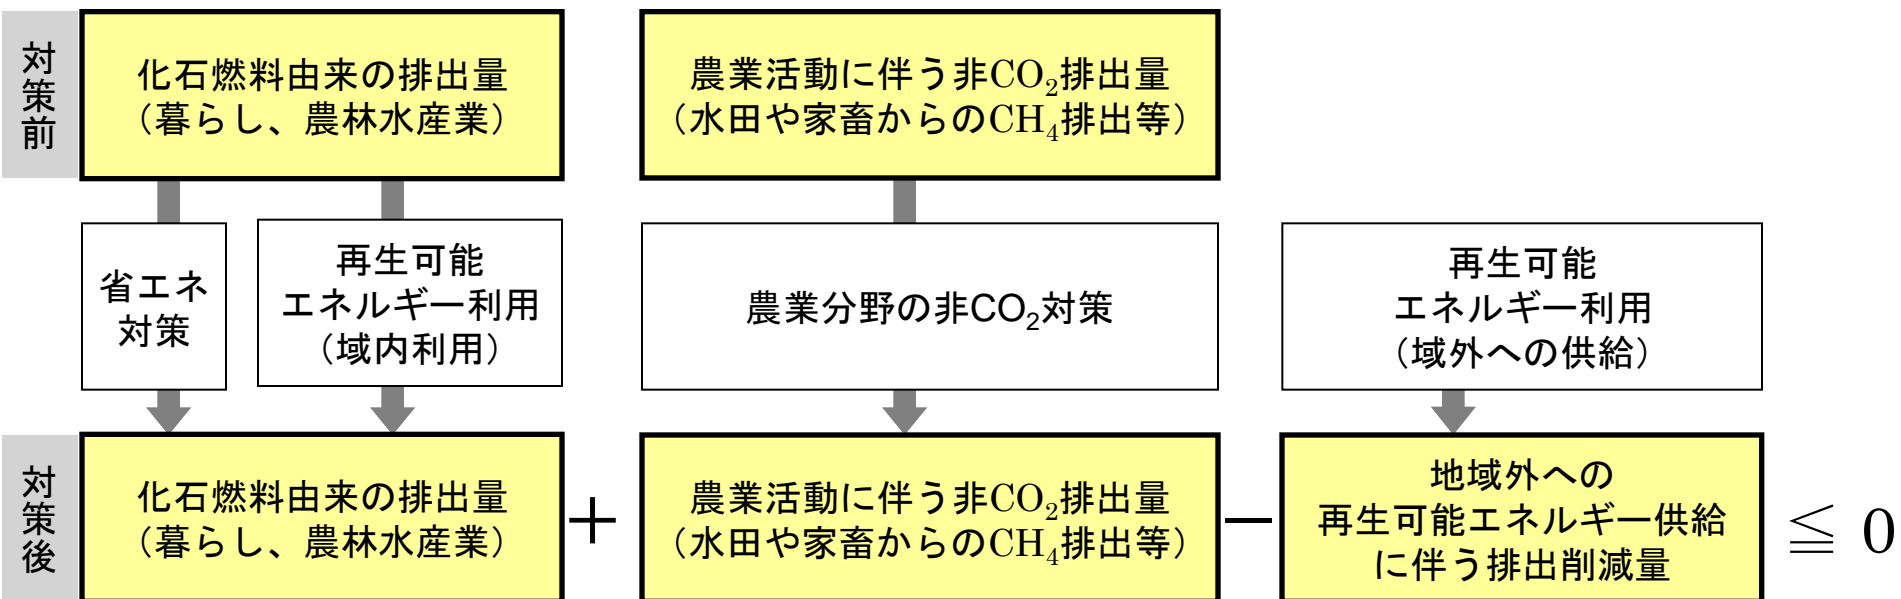 対策前
化石燃料由来の排出量
（暮らし、農林水産業）
農業活動に伴う非CO₂排出量
（水田や家畜からのCH₄排出等）
省エネ
対策
再生可能
エネルギー利用
（域内利用）
農業分野の非CO₂対策
再生可能
エネルギー利用
（域外への供給）
対策後
化石燃料由来の排出量
（暮らし、農林水産業）
＋
農業活動に伴う非CO₂排出量
（水田や家畜からのCH₄排出等）
－
地域外への
再生可能エネルギー供給
に伴う排出削減量
≦ 0